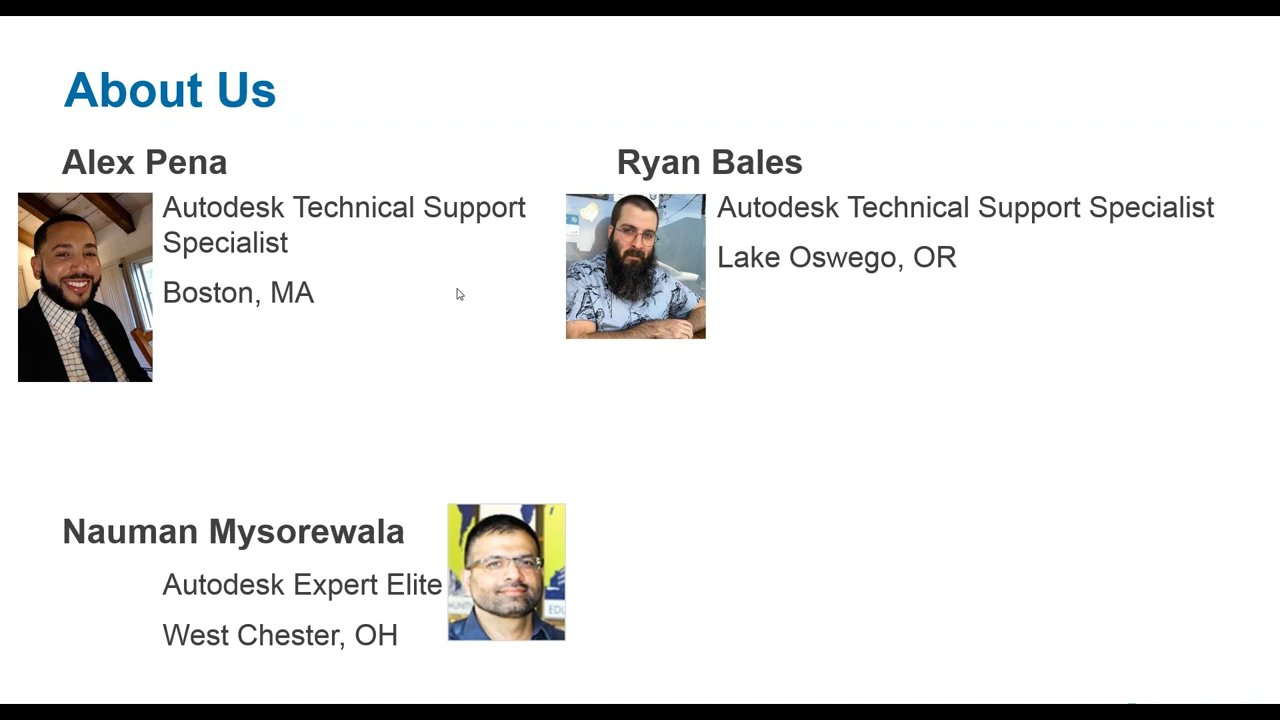 About Us
Alex Pena
Autodesk Technical Support
Specialist
Boston, MA
Ryan Bales
Autodesk Technical Support Specialist
Lake Oswego, OR
Nauman Mysorewala
Autodesk Expert Elite
West Chester, OH